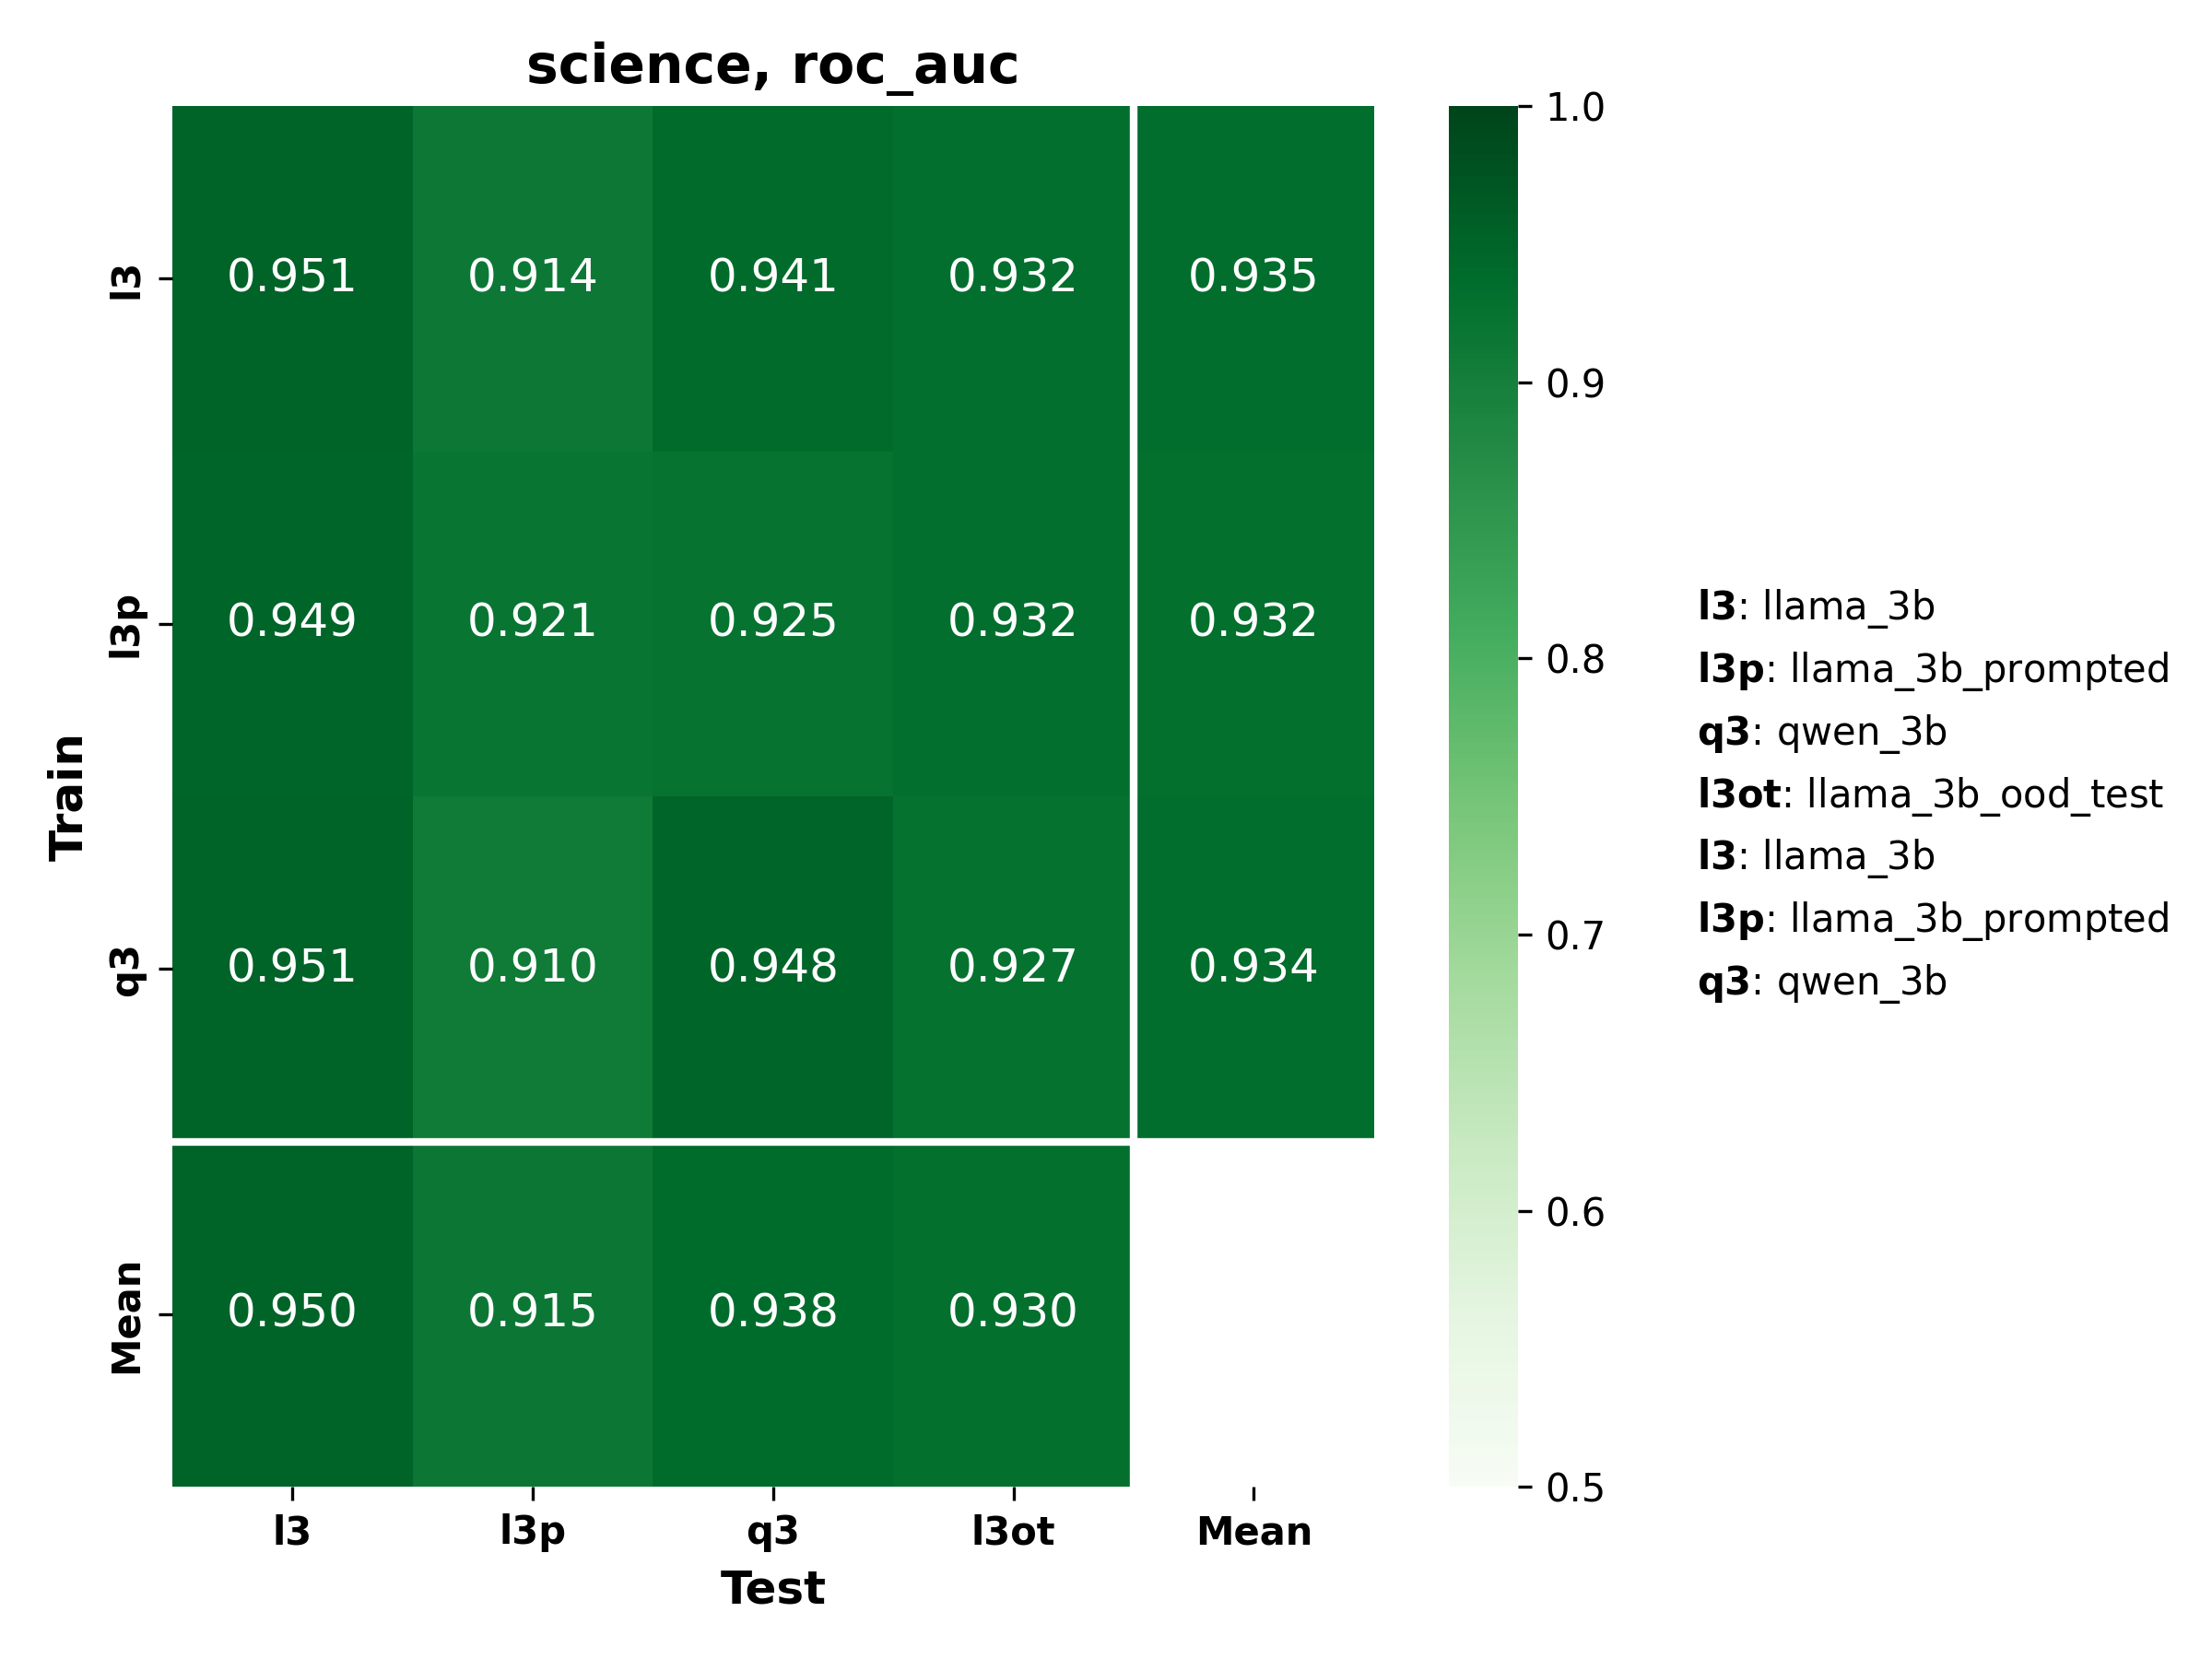 science, roc_auc
Train
l3 0.951 0.914 0.941 0.932 0.935
l3p 0.949 0.921 0.925 0.932 0.932
q3 0.951 0.910 0.948 0.927 0.934
Mean 0.950 0.915 0.938 0.930
l3 l3p q3 l3ot Mean
Test
1.0
0.9
0.8
0.7
0.6
0.5
l3: llama_3b
l3p: llama_3b_prompted
q3: qwen_3b
l3ot: llama_3b_ood_test
l3: llama_3b
l3p: llama_3b_prompted
q3: qwen_3b